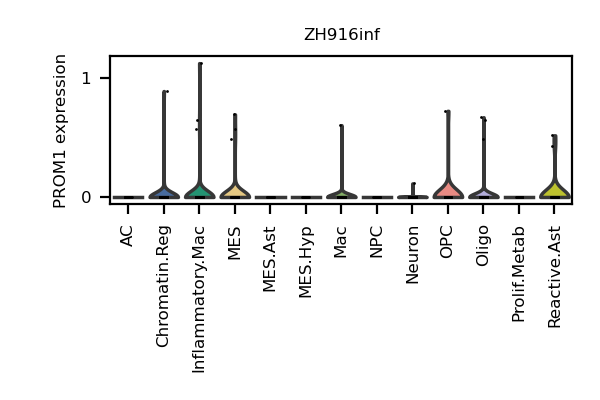 ZH916inf
PROM1 expression
1
0
AC
Chromatin.Reg
Inflammatory.Mac
MES
MES.Ast
MES.Hyp
Mac
NPC
Neuron
OPC
Oligo
Prolif.Metab
Reactive.Ast